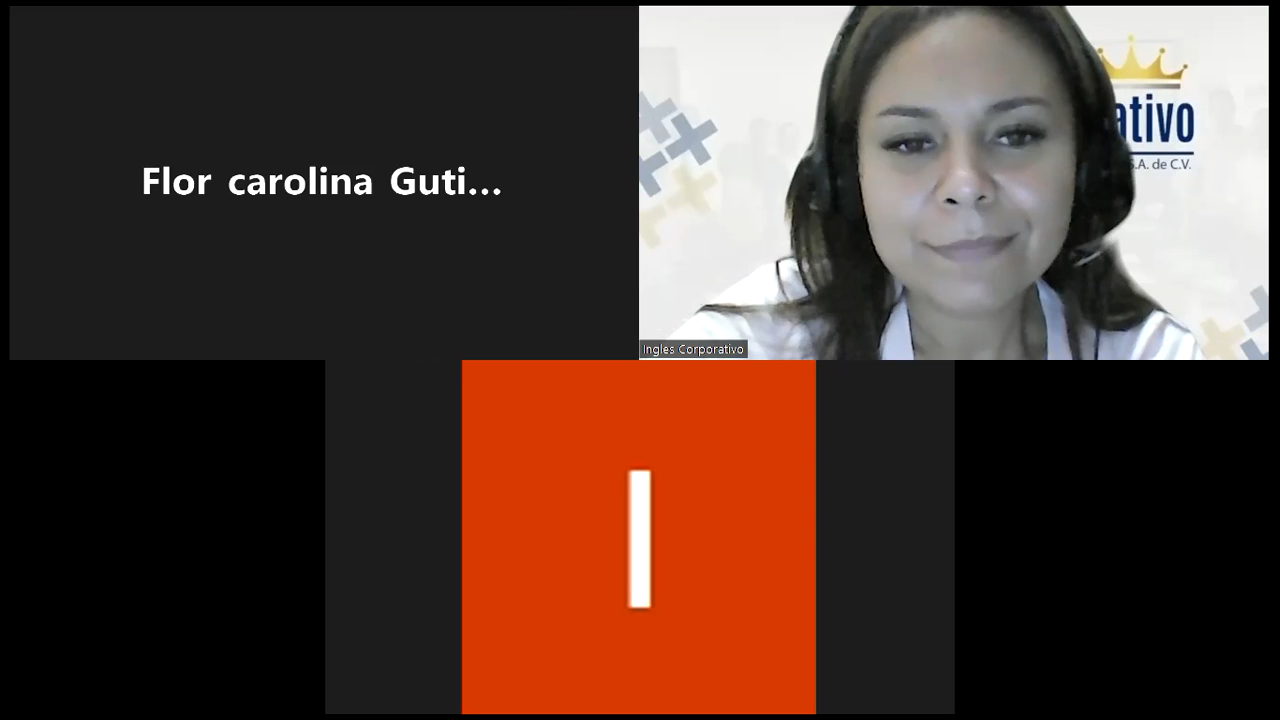 Flor carolina Guti...
ativo
S.A. de C.V.
Ingles Corporativo
I